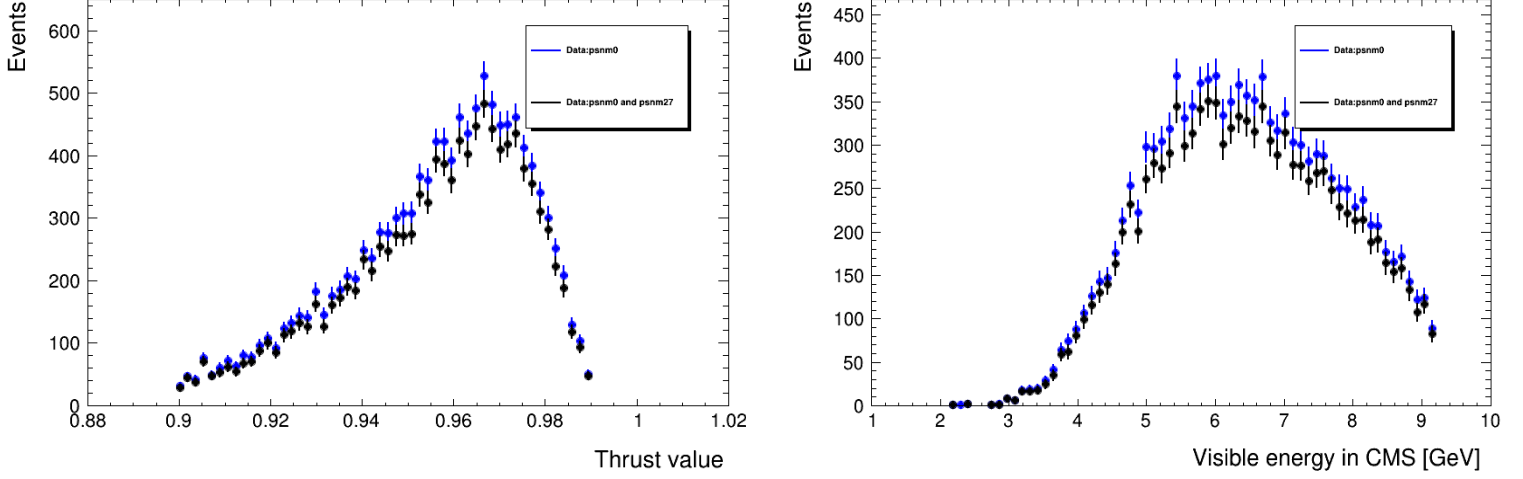 Events
600
500
400
300
200
100
0
Data:psnm0
Data:psnm0 and psnm27
0.88 0.9 0.92 0.94 0.96 0.98 1 1.02
Thrust value
Events
450
400
350
300
250
200
150
100
50
0
Data:psnm0
Data:psnm0 and psnm27
1 2 3 4 5 6 7 8 9 10
Visible energy in CMS [GeV]